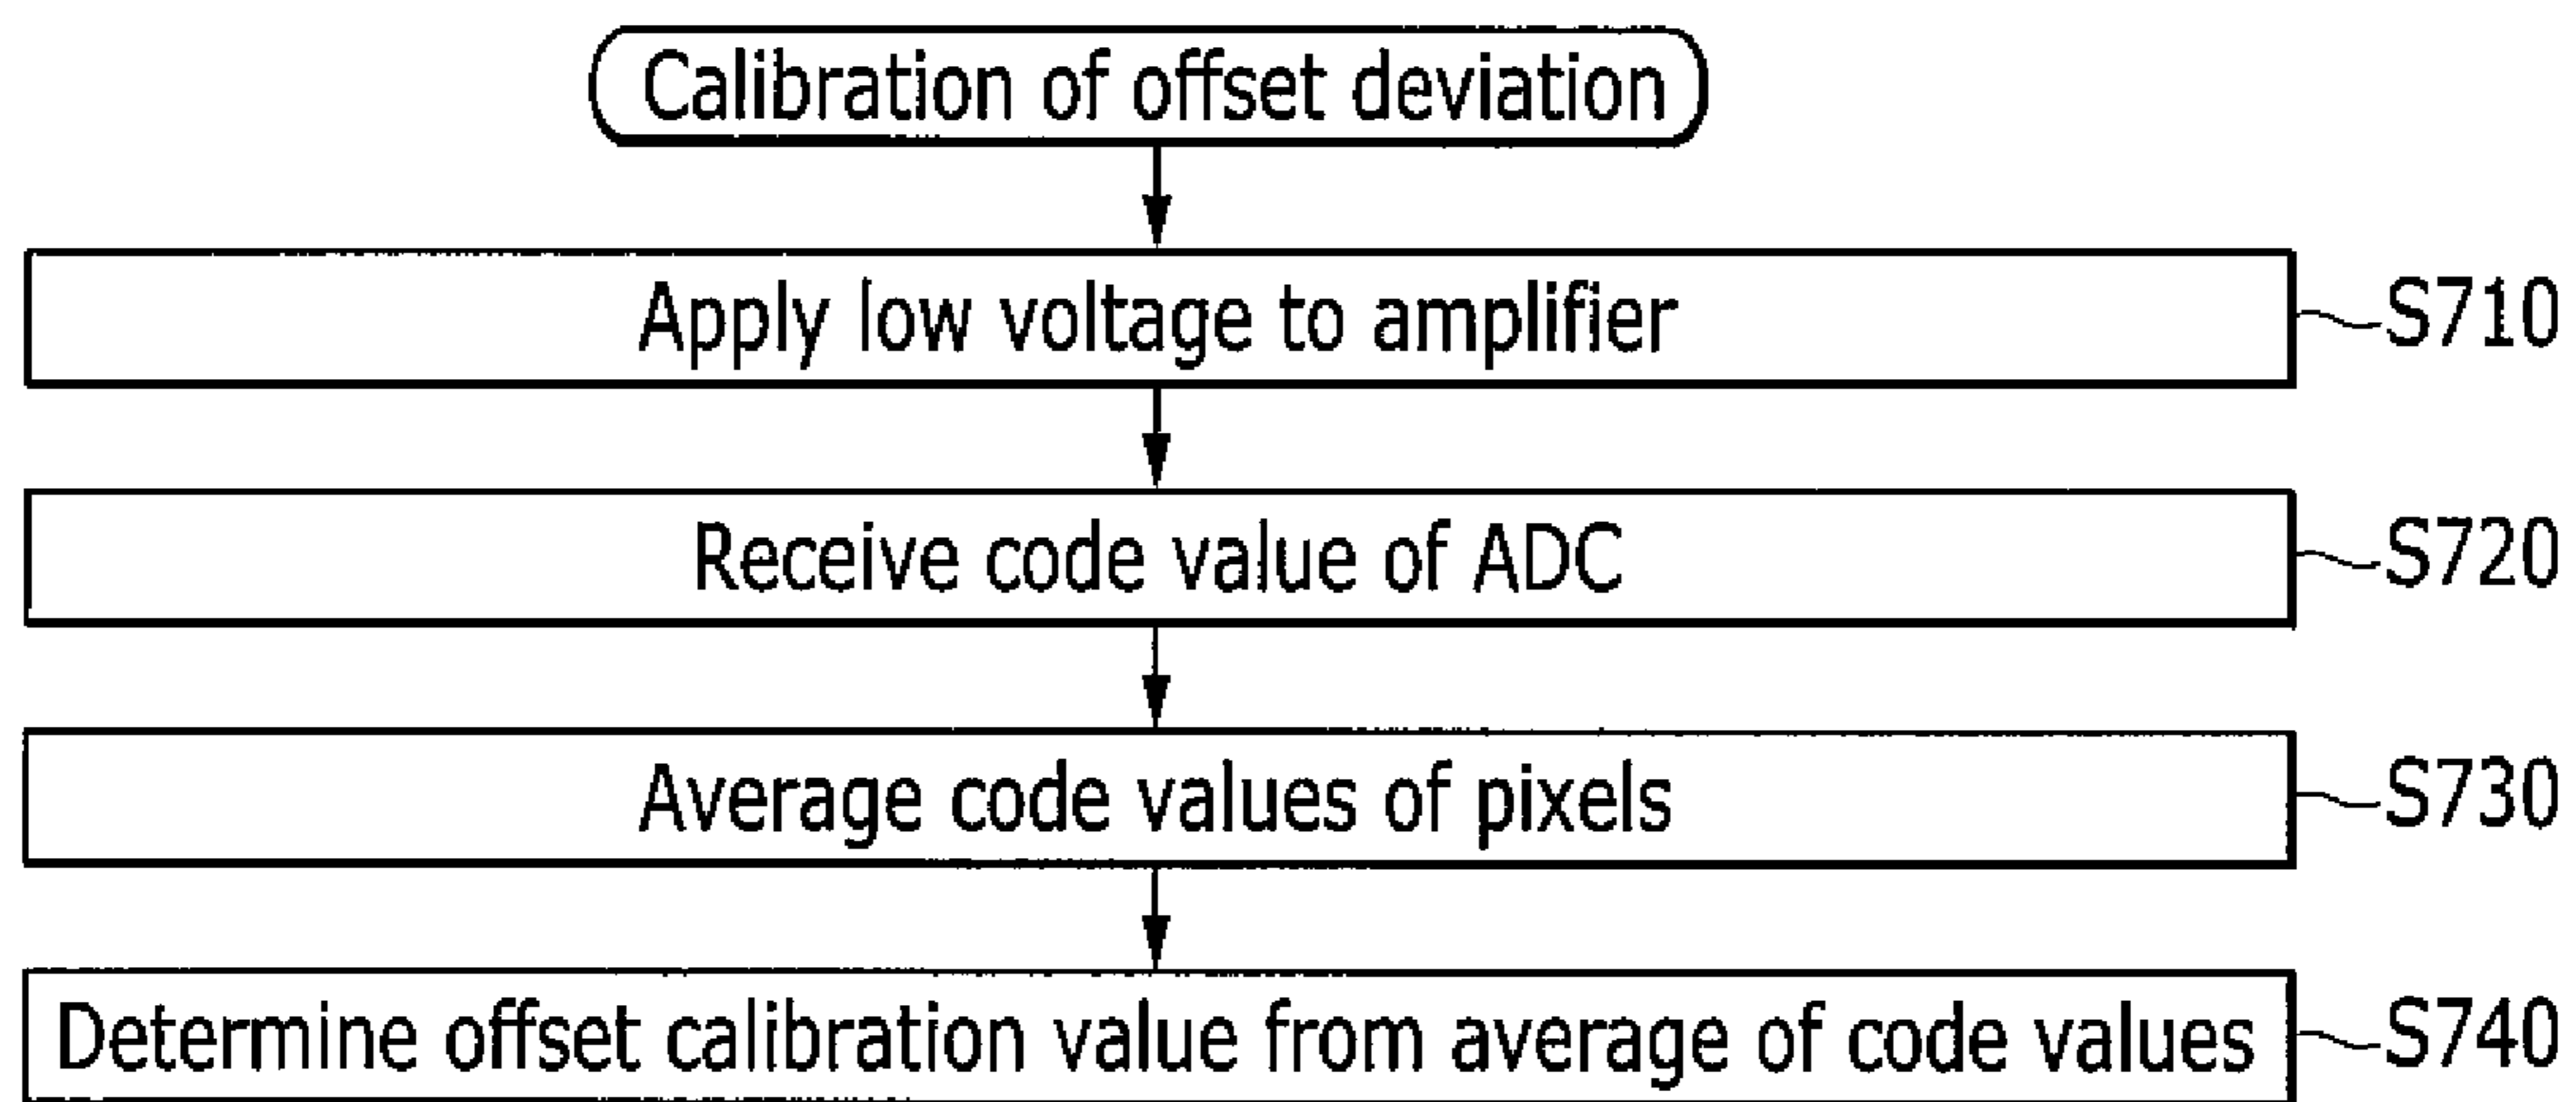 Calibration of offset deviation
Apply low voltage to amplifier
S710
Receive code value of ADC
S720
Average code values of pixels
S730
Determine offset calibration value from average of code values
S740